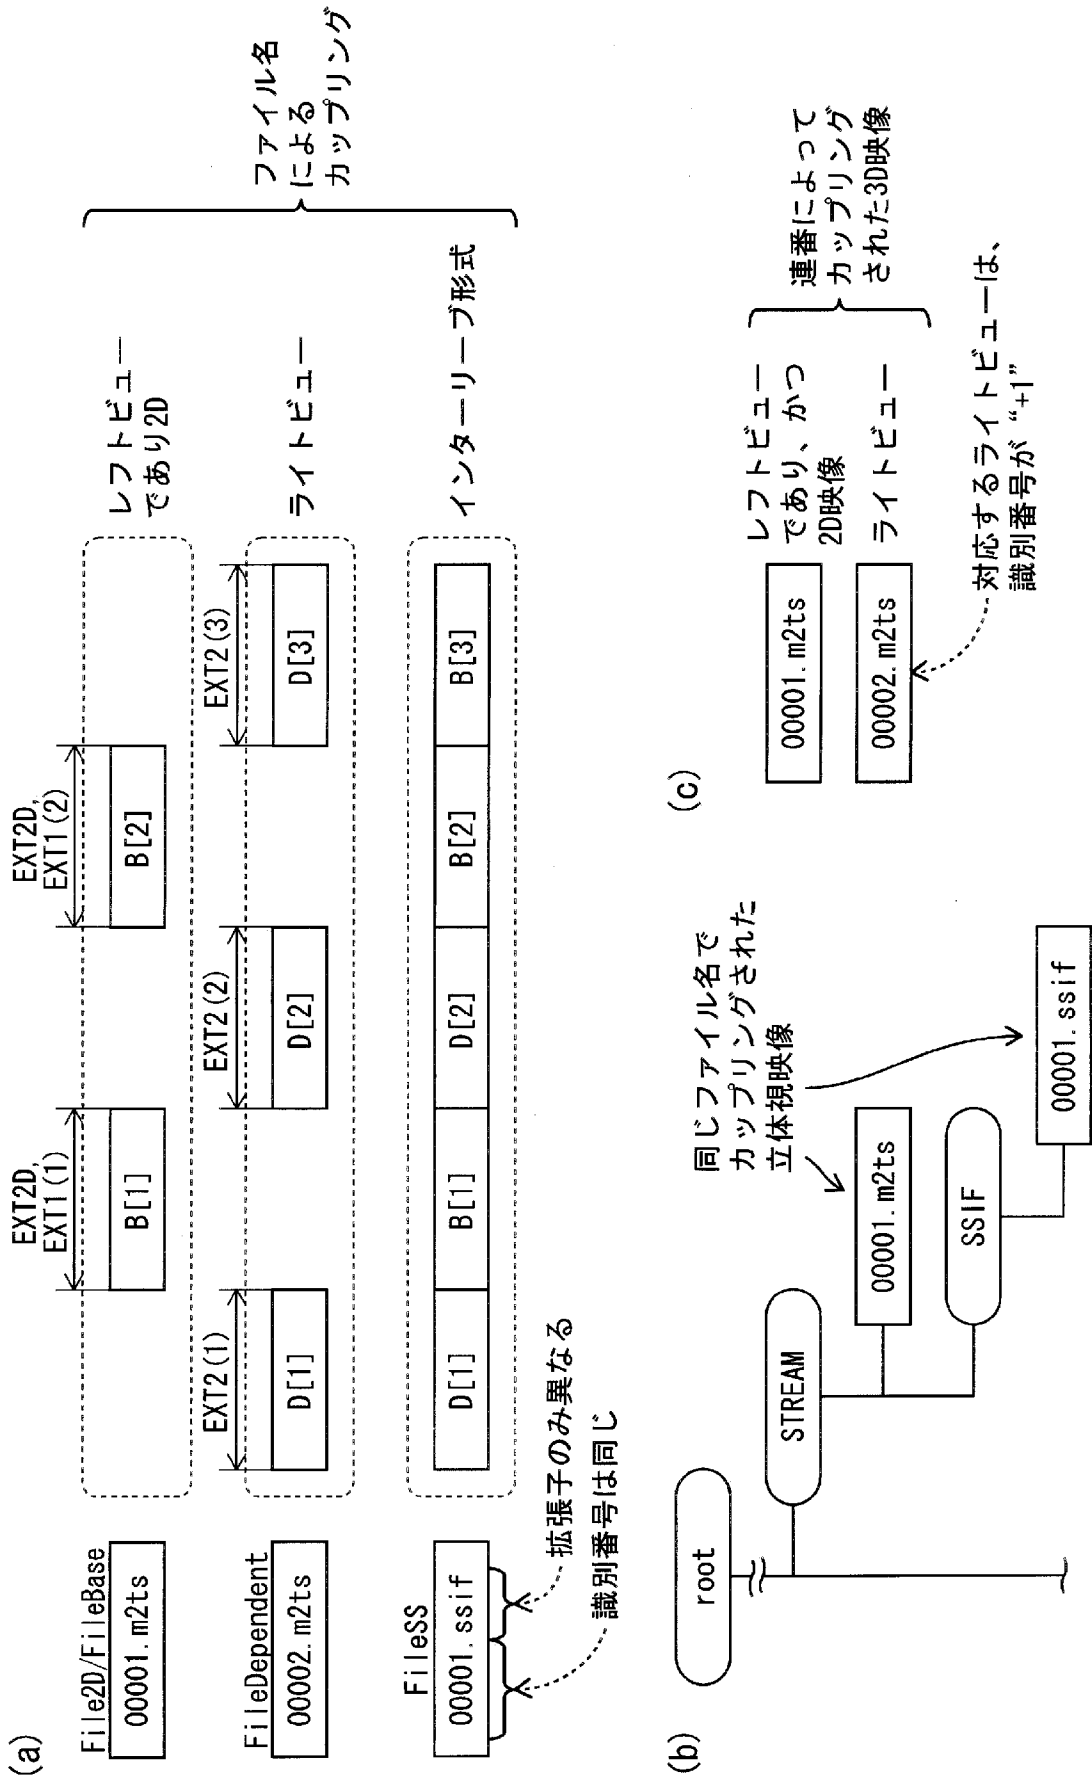 (a)
File2D/FileBase
00001.m2ts
EXT2D,
EXT1(1)
B[1]
EXT2D,
EXT1(2)
B[2]
レフトビュー
であり2D
FileDependent
00002.m2ts
EXT2(1)
D[1]
EXT2(2)
D[2]
EXT2(3)
D[3]
ライトビュー
FileSS
00001.ssif
D[1]
B[1]
D[2]
B[2]
B[3]
インターリーブ形式
ファイル名
による
カップリング
拡張子のみ異なる
識別番号は同じ
(b)
root
STREAM
00001.m2ts
SSIF
00001.ssif
同じファイル名で
カップリングされた
立体視映像
(c)
00001.m2ts
レフトビュー
であり、かつ
2D映像
00002.m2ts
ライトビュー
連番によって
カップリング
された3D映像
対応するライトビューは、
識別番号が“+1”